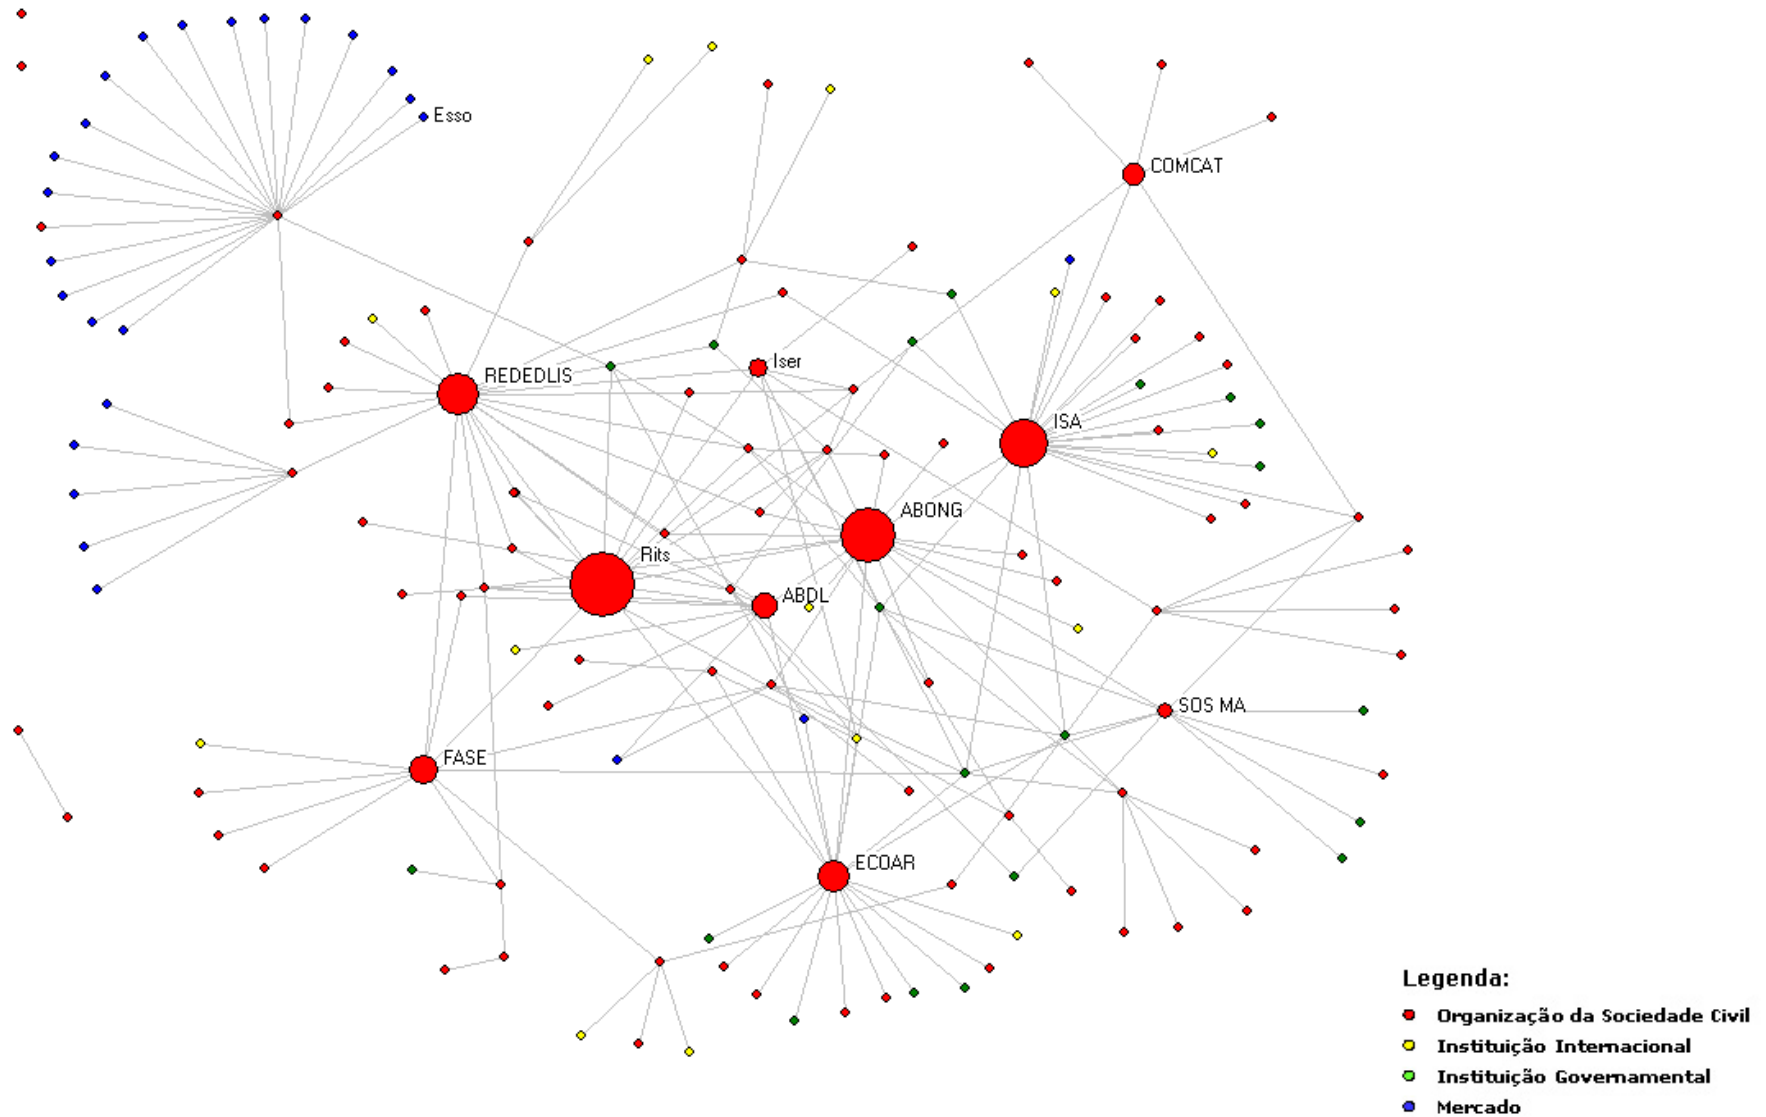 Esso
COMCAT
Iser
REDEDLIS
ISA
ABONG
Rits
ABDL
SOS MA
FASE
ECOAR
Legenda:
Organização da Sociedade Civil
Instituição Internacional
Instituição Governamental
Mercado